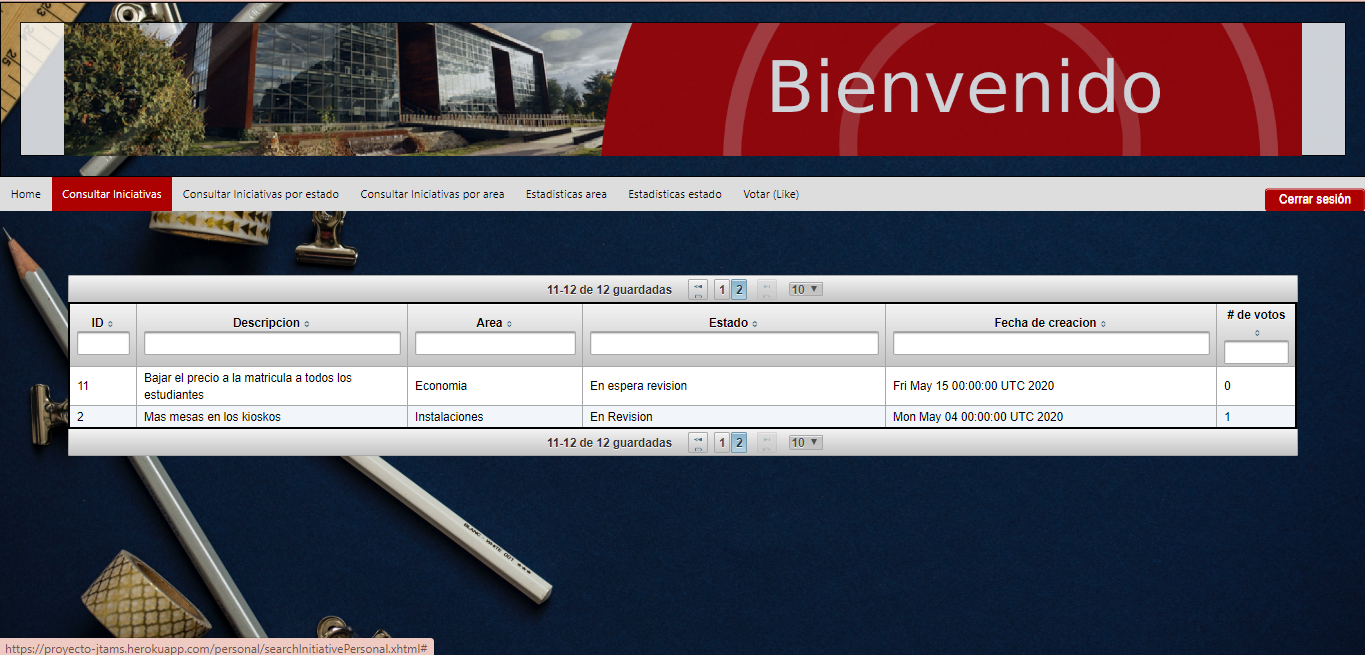 Bienvenido
Home Consultar Iniciativas Consultar Iniciativas por estado Consultar Iniciativas por area Estadisticas area Estadisticas estado Votar (Like)
Cerrar sesión
11-12 de 12 guardadas 1 2 10
ID Descripcion Area Estado Fecha de creacion # de votos
11 Bajar el precio a la matricula a todos los estudiantes Economia En espera revision Fri May 15 00:00:00 UTC 2020 0
2 Mas mesas en los kioskos Instalaciones En Revision Mon May 04 00:00:00 UTC 2020 1
11-12 de 12 guardadas 1 2 10
https://proyecto-jtams.herokuapp.com/personal/searchInitiativePersonal.xhtml#